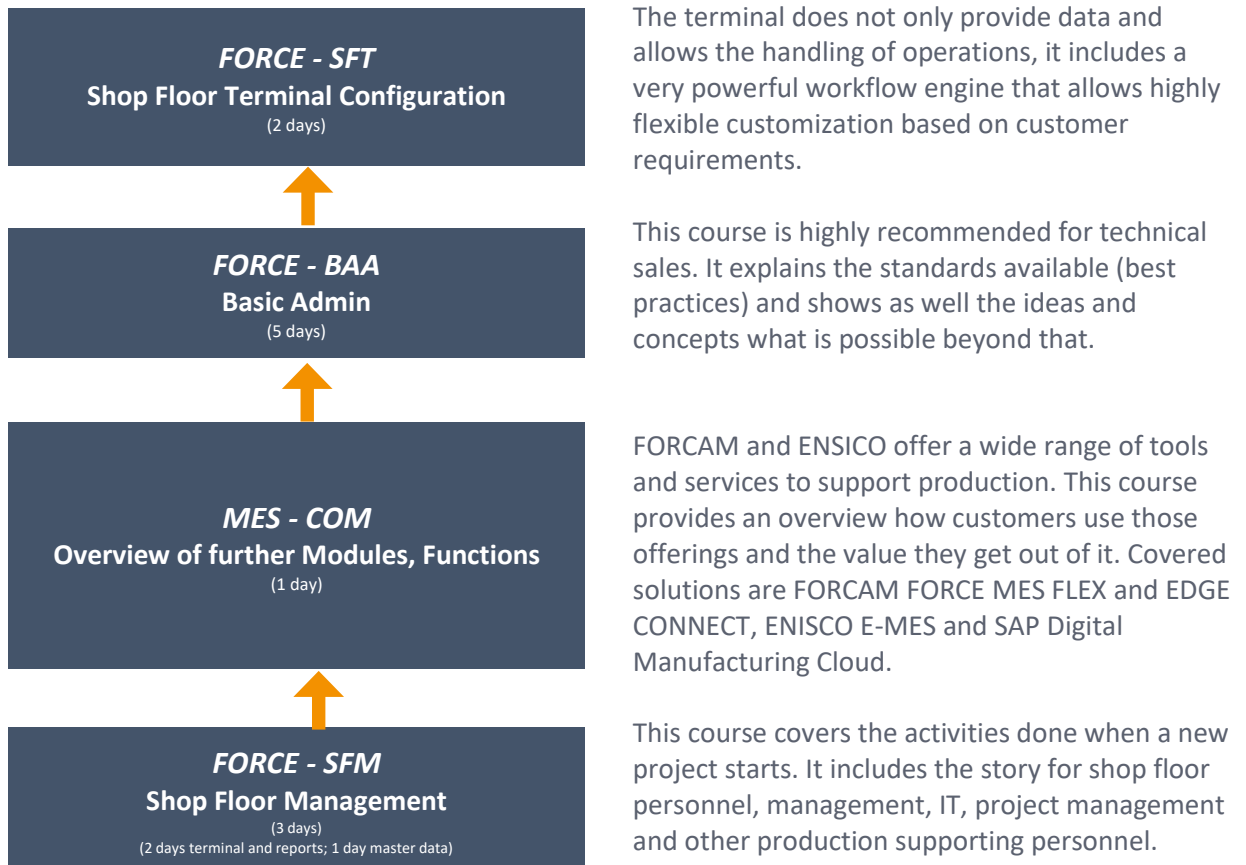 FORCE - SFT
Shop Floor Terminal Configuration
(2 days)
The terminal does not only provide data and
allows the handling of operations, it includes a
very powerful workflow engine that allows highly
flexible customization based on customer
requirements.
FORCE - BAA
Basic Admin
(5 days)
This course is highly recommended for technical
sales. It explains the standards available (best
practices) and shows as well the ideas and
concepts what is possible beyond that.
MES - COM
Overview of further Modules, Functions
(1 day)
FORCAM and ENSICO offer a wide range of tools
and services to support production. This course
provides an overview how customers use those
offerings and the value they get out of it. Covered
solutions are FORCAM FORCE MES FLEX and EDGE
CONNECT, ENISCO E-MES and SAP Digital
Manufacturing Cloud.
FORCE - SFM
Shop Floor Management
(3 days)
(2 days terminal and reports; 1 day master data)
This course covers the activities done when a new
project starts. It includes the story for shop floor
personnel, management, IT, project management
and other production supporting personnel.